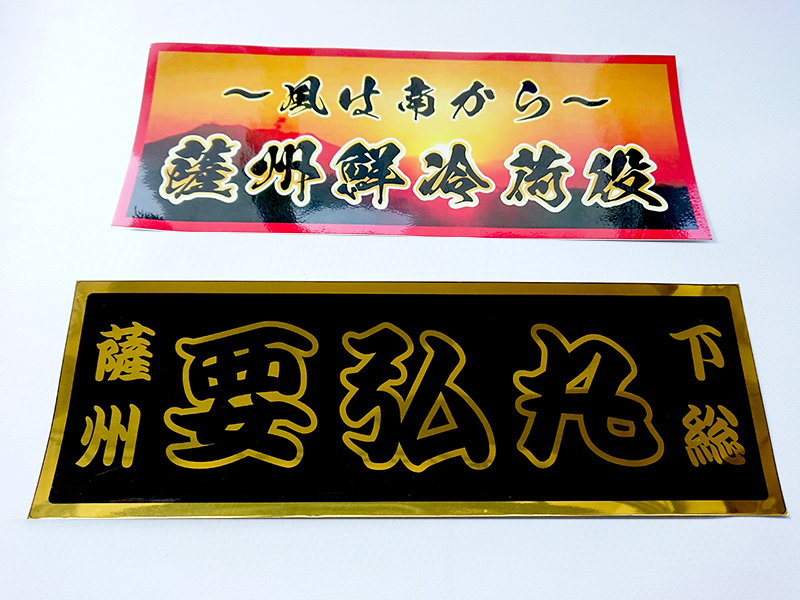 ～風は南から～
薩州鮮冷荷役
薩州 要弘丸 下総